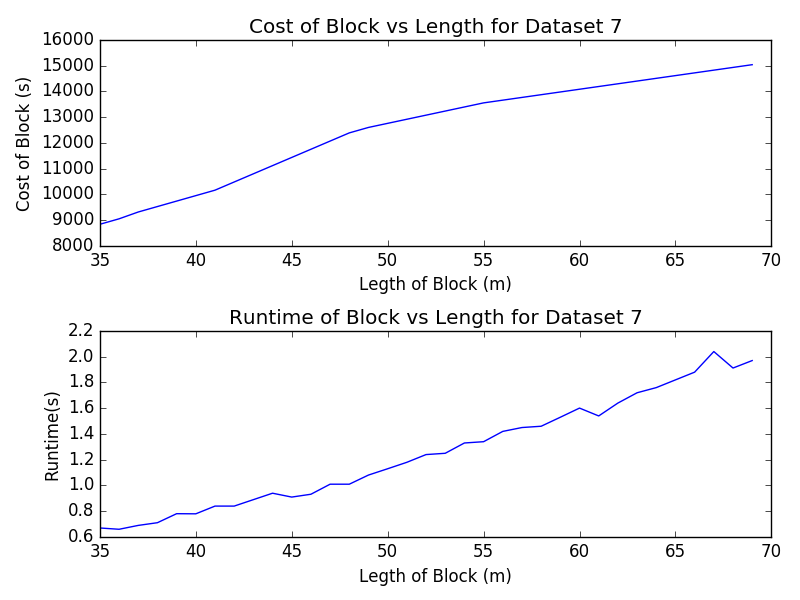 Cost of Block vs Length for Dataset 7
16000
15000
14000
13000
12000
11000
10000
9000
8000
Cost of Block (s)
35 40 45 50 55 60 65 70
Legth of Block (m)
Runtime of Block vs Length for Dataset 7
2.2
2.0
1.8
1.6
1.4
1.2
1.0
0.8
0.6
Runtime(s)
35 40 45 50 55 60 65 70
Legth of Block (m)